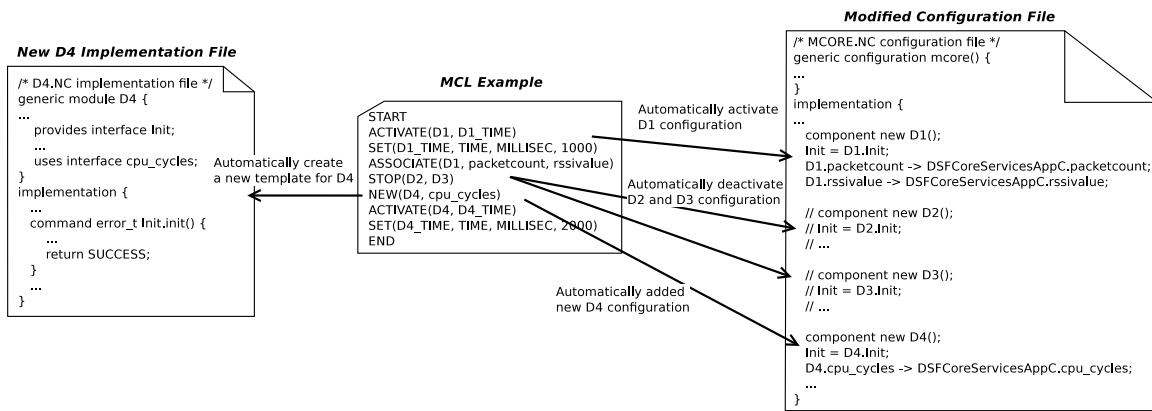 New D4 Implementation File
/* D4.NC implementation file */
generic module D4 {
...
provides interface Init;
...
uses interface cpu_cycles;
}
implementation {
...
command error_t Init.init() {
...
return SUCCESS;
}
...
}
Automatically create
a new template for D4
MCL Example
START
ACTIVATE(D1, D1_TIME)
SET(D1_TIME, TIME, MILLISEC, 1000)
ASSOCIATE(D1, packetcount, rssivalue)
STOP(D2, D3)
NEW(D4, cpu_cycles)
ACTIVATE(D4, D4_TIME)
SET(D4_TIME, TIME, MILLISEC, 2000)
END
Automatically activate
D1 configuration
Automatically deactivate
D2 and D3 configuration
Automatically added
new D4 configuration
Modified Configuration File
/* MCORE.NC configuration file */
generic configuration mcore() {
...
}
implementation {
...
component new D1();
Init = D1.Init;
D1.packetcount -> DSFCoreServicesAppC.packetcount;
D1.rssivalue -> DSFCoreServicesAppC.rssivalue;
// component new D2();
// Init = D2.Init;
// ...
// component new D3();
// Init = D3.Init;
// ...
component new D4();
Init = D4.Init;
D4.cpu_cycles -> DSFCoreServicesAppC.cpu_cycles;
...
}